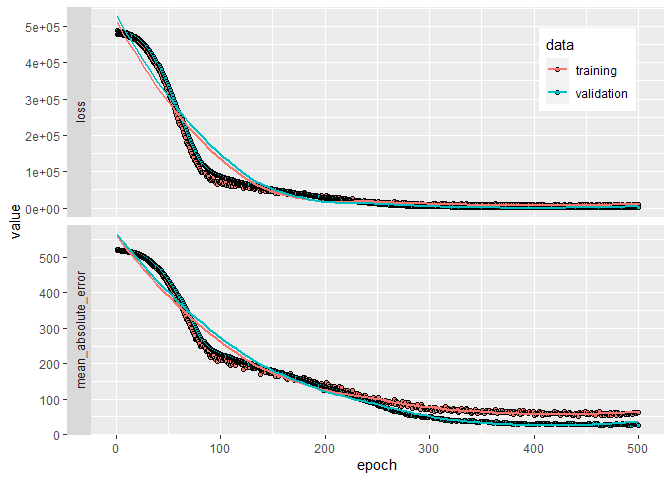 5e+05
4e+05
3e+05
2e+05
1e+05
0e+00
loss
data
training
validation
value
500
400
300
200
100
0
mean_absolute_error
0 100 200 300 400 500
epoch